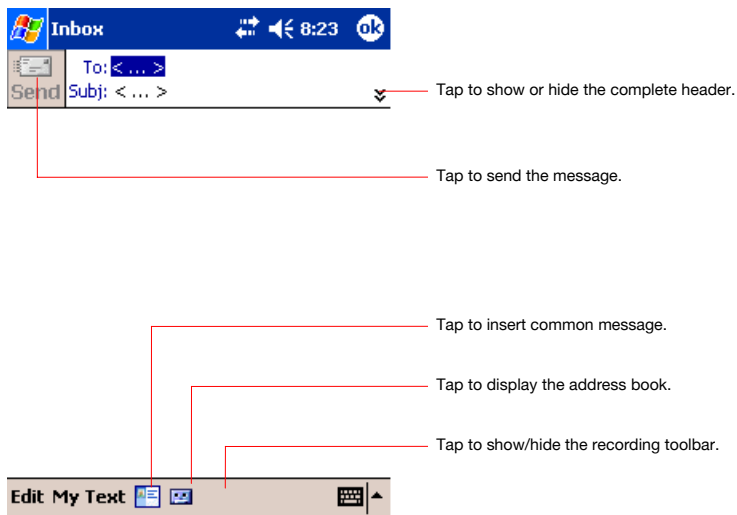 Inbox 8:23 ok
To: < ... >
Send Subj: < ... >
Tap to show or hide the complete header.
Tap to send the message.
Tap to insert common message.
Tap to display the address book.
Tap to show/hide the recording toolbar.
Edit My Text